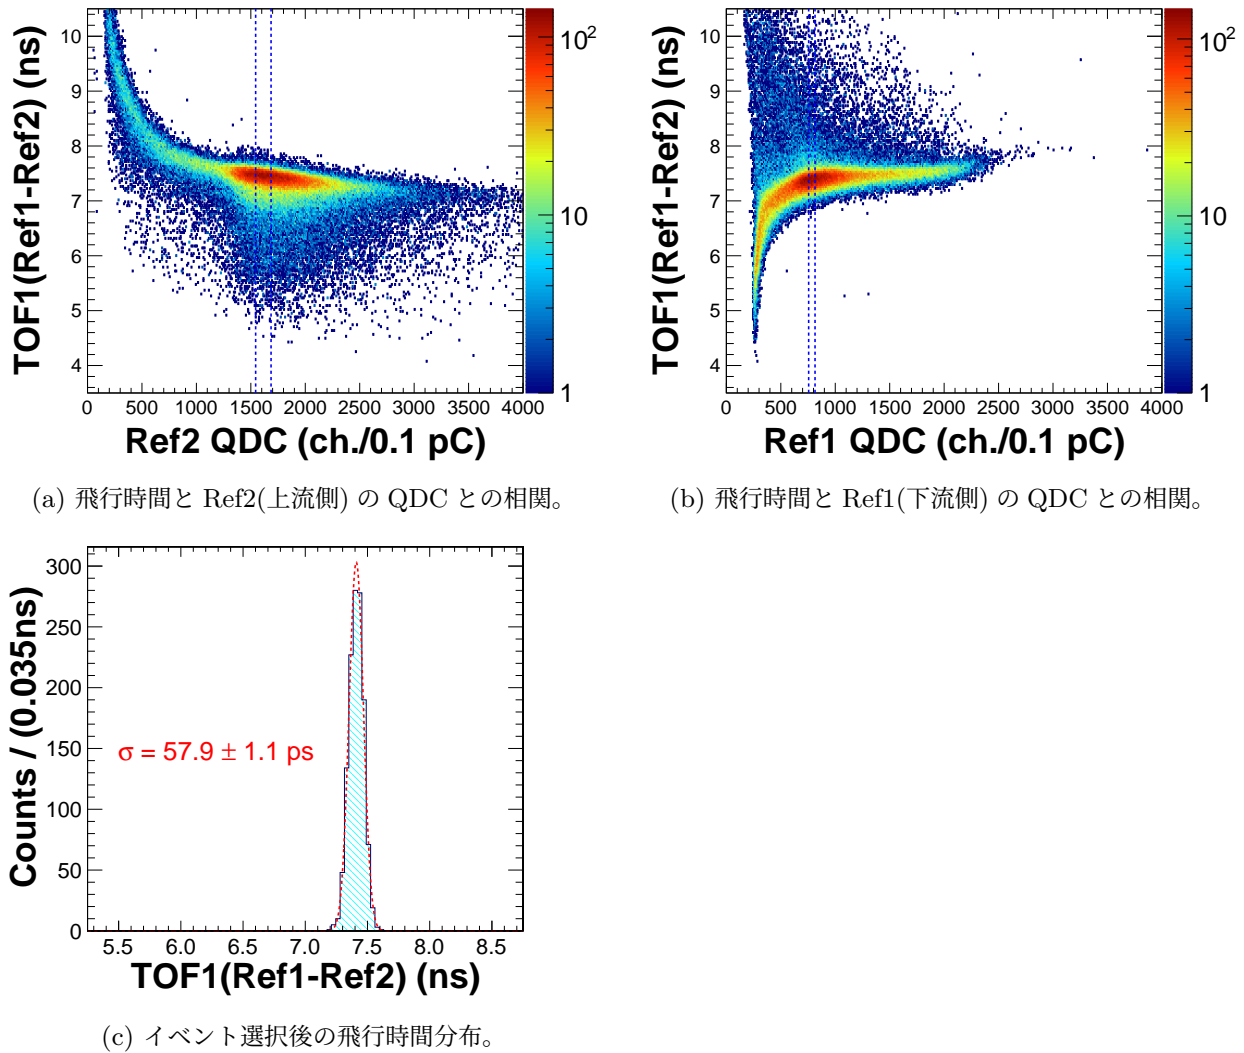 TOF1(Ref1-Ref2) (ns)
10
9
8
7
6
5
4
0 500 1000 1500 2000 2500 3000 3500 4000
Ref2 QDC (ch./0.1 pC)
10²
10
1
(a) 飛行時間と Ref2(上流側) の QDC との相関。
TOF1(Ref1-Ref2) (ns)
10
9
8
7
6
5
4
0 500 1000 1500 2000 2500 3000 3500 4000
Ref1 QDC (ch./0.1 pC)
10²
10
1
(b) 飛行時間と Ref1(下流側) の QDC との相関。
Counts / (0.035ns)
300
250
200
150
100
50
0
σ = 57.9 ± 1.1 ps
5.5 6.0 6.5 7.0 7.5 8.0 8.5
TOF1(Ref1-Ref2) (ns)
(c) イベント選択後の飛行時間分布。